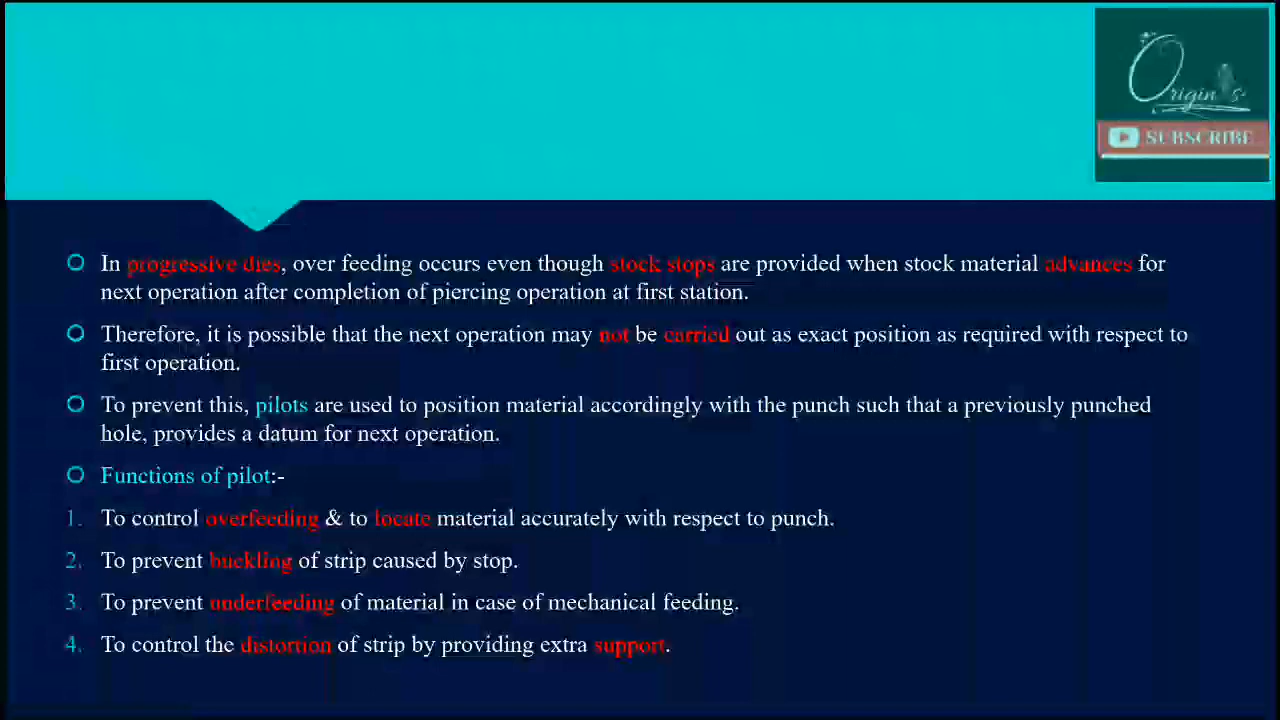 Origin's
SUBSCRIBE
In progressive dies, over feeding occurs even though stock stops are provided when stock material advances for
next operation after completion of piercing operation at first station.
Therefore, it is possible that the next operation may not be carried out as exact position as required with respect to
first operation.
To prevent this, pilots are used to position material accordingly with the punch such that a previously punched
hole, provides a datum for next operation.
Functions of pilot:-
1. To control overfeeding & to locate material accurately with respect to punch.
2. To prevent buckling of strip caused by stop.
3. To prevent underfeeding of material in case of mechanical feeding.
4. To control the distortion of strip by providing extra support.